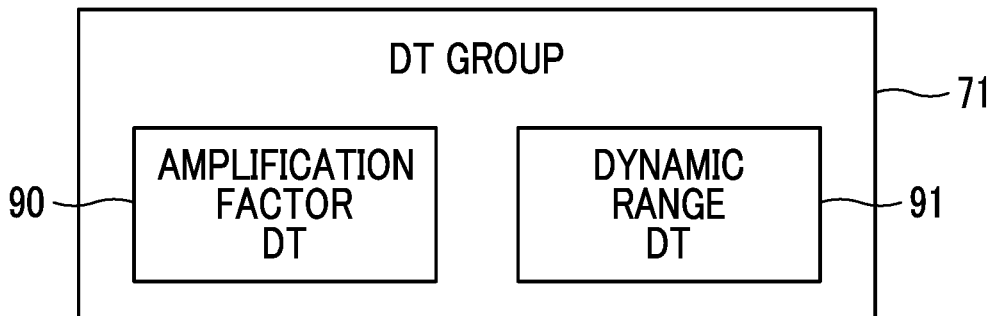 DT GROUP
71
AMPLIFICATION
FACTOR
DT
90
DYNAMIC
RANGE
DT
91